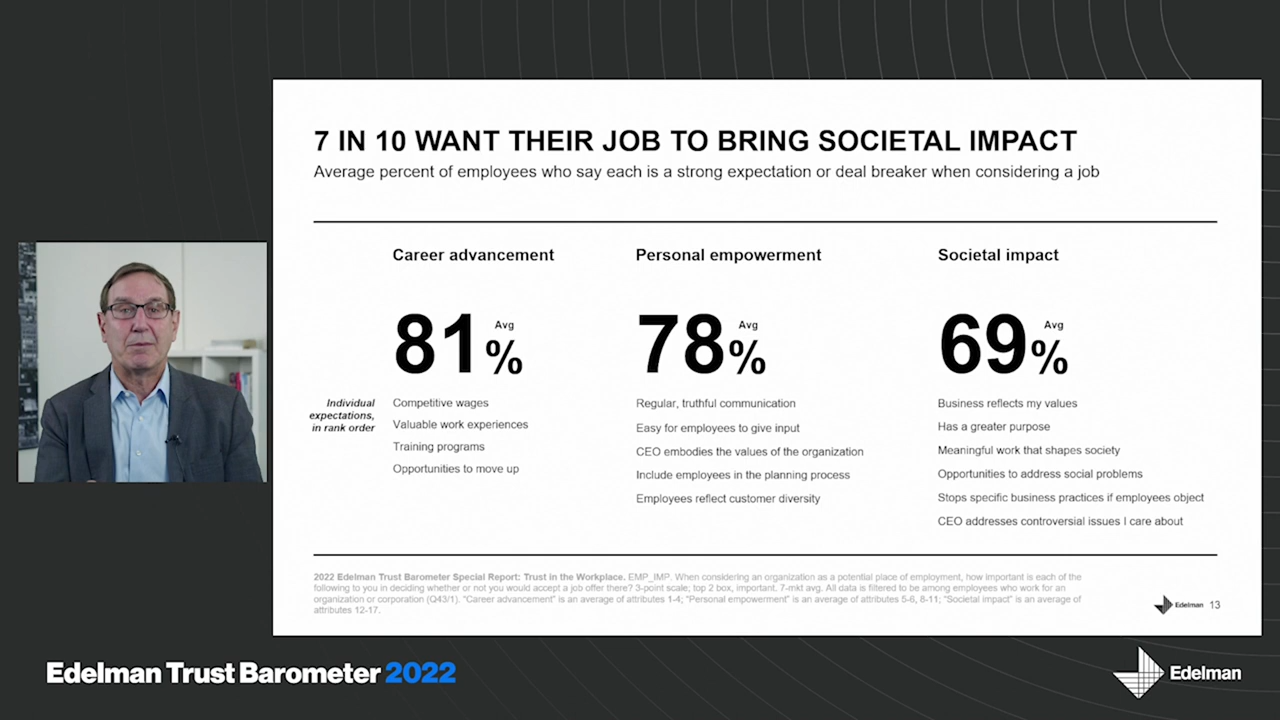 7 IN 10 WANT THEIR JOB TO BRING SOCIETAL IMPACT
Average percent of employees who say each is a strong expectation or deal breaker when considering a job
Career advancement
81
Avg
%
Individual
expectations,
in rank order
Competitive wages
Valuable work experiences
Training programs
Opportunities to move up
Personal empowerment
78
Avg
%
Regular, truthful communication
Easy for employees to give input
CEO embodies the values of the organization
Include employees in the planning process
Employees reflect customer diversity
Societal impact
69
Avg
%
Business reflects my values
Has a greater purpose
Meaningful work that shapes society
Opportunities to address social problems
Stops specific business practices if employees object
CEO addresses controversial issues I care about
2022 Edelman Trust Barometer Special Report: Trust in the Workplace. EMP_IMP. When considering an organization as a potential place of employment, how important is each of the
following to you in deciding whether or not you would accept a job offer there? 3-point scale; top 2 box, important. 7-mkt avg. All data is filtered to be among employees who work for an
organization or corporation (Q43/1). "Career advancement" is an average of attributes 1-4; "Personal empowerment" is an average of attributes 5-6, 8-11; "Societal impact" is an average of
attributes 12-17.
Edelman 13
Edelman Trust Barometer 2022
Edelman